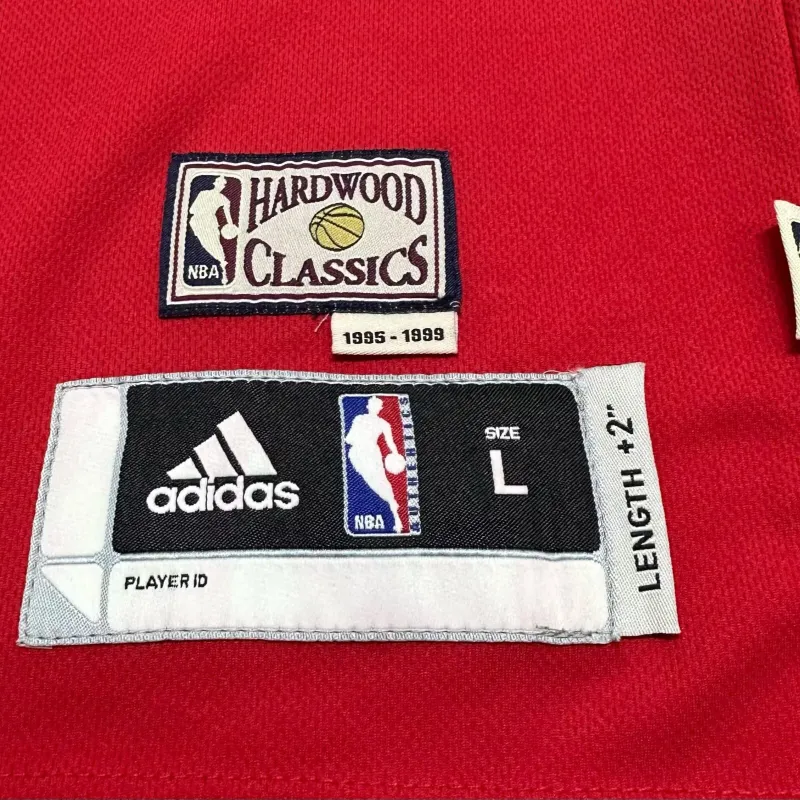 HARDWOOD
NBA
CLASSICS
1995 - 1999
adidas
NBA
AUTHENTICS
SIZE
L
LENGTH +2"
PLAYER ID